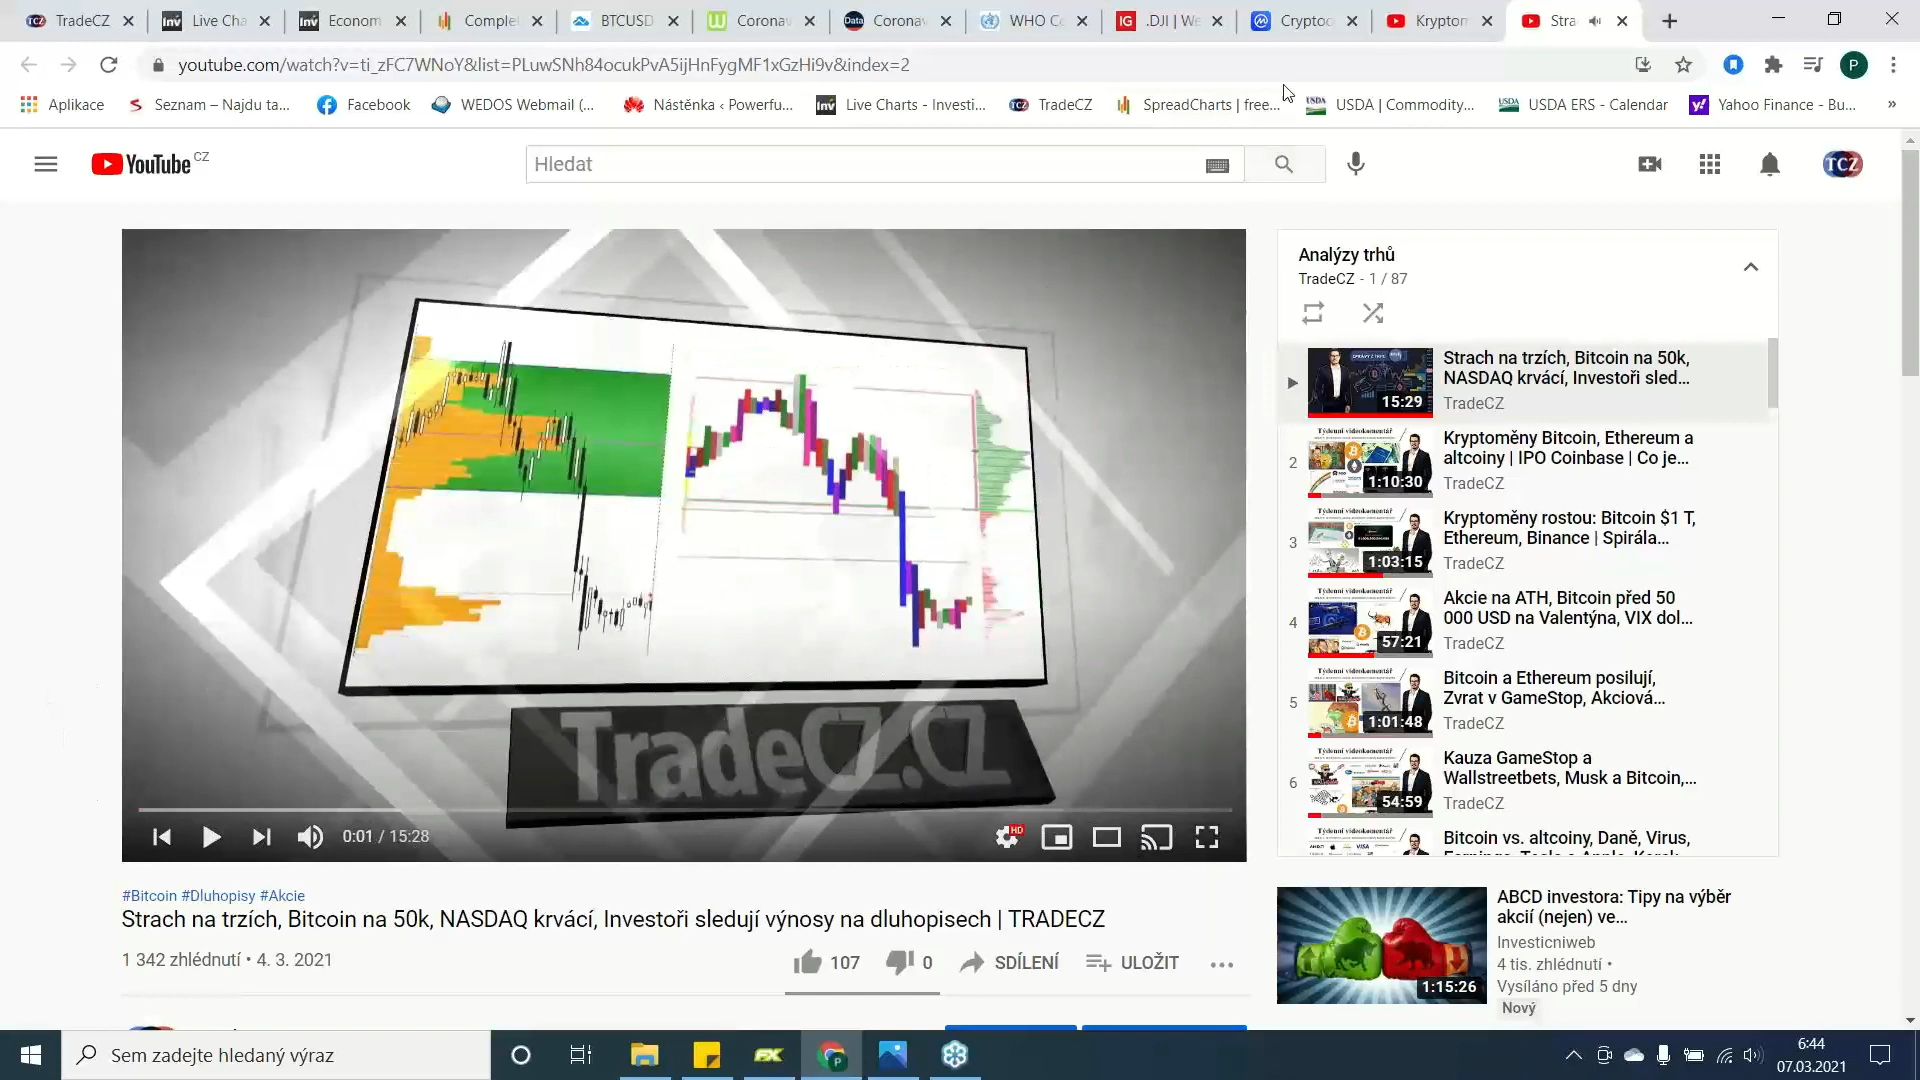 TradeCZ
Live Cha
Econom
Complet
BTCUSD
Coronav
Coronav
WHO Co
.DJI | We
Cryptoc
Kryptom
Stra
youtube.com/watch?v=ti_zFC7WNoY&list=PLuwSNh84ocukPvA5ijHnFygMF1xGzHi9v&index=2
Aplikace
Seznam – Najdu ta...
Facebook
WEDOS Webmail (...
Nástěnka ‹ Powerfu...
Live Charts - Investi...
TradeCZ
SpreadCharts | free...
USDA | Commodity...
USDA ERS - Calendar
Yahoo Finance - Bu...
»
YouTube CZ
Hledat
TCZ
TradeCZ.CZ
0:01 / 15:28
HD
#Bitcoin #Dluhopisy #Akcie
Strach na trzích, Bitcoin na 50k, NASDAQ krvácí, Investoři sledují výnosy na dluhopisech | TRADECZ
1 342 zhlédnutí • 4. 3. 2021
107
0
SDÍLENÍ
ULOŽIT
Analýzy trhů
TradeCZ - 1 / 87
15:29
Strach na trzích, Bitcoin na 50k,
NASDAQ krvácí, Investoři sled...
TradeCZ
2
1:10:30
Kryptoměny Bitcoin, Ethereum a
altcoiny | IPO Coinbase | Co je...
TradeCZ
3
1:03:15
Kryptoměny rostou: Bitcoin $1 T,
Ethereum, Binance | Spirála...
TradeCZ
4
57:21
Akcie na ATH, Bitcoin před 50
000 USD na Valentýna, VIX dol...
TradeCZ
5
1:01:48
Bitcoin a Ethereum posilují,
Zvrat v GameStop, Akciová...
TradeCZ
6
54:59
Kauza GameStop a
Wallstreetbets, Musk a Bitcoin,...
TradeCZ
Bitcoin vs. altcoiny, Daně, Virus,
1:15:26
ABCD investora: Tipy na výběr
akcií (nejen) ve...
Investicniweb
4 tis. zhlédnutí •
Vysíláno před 5 dny
Nový
Sem zadejte hledaný výraz
6:44
07.03.2021